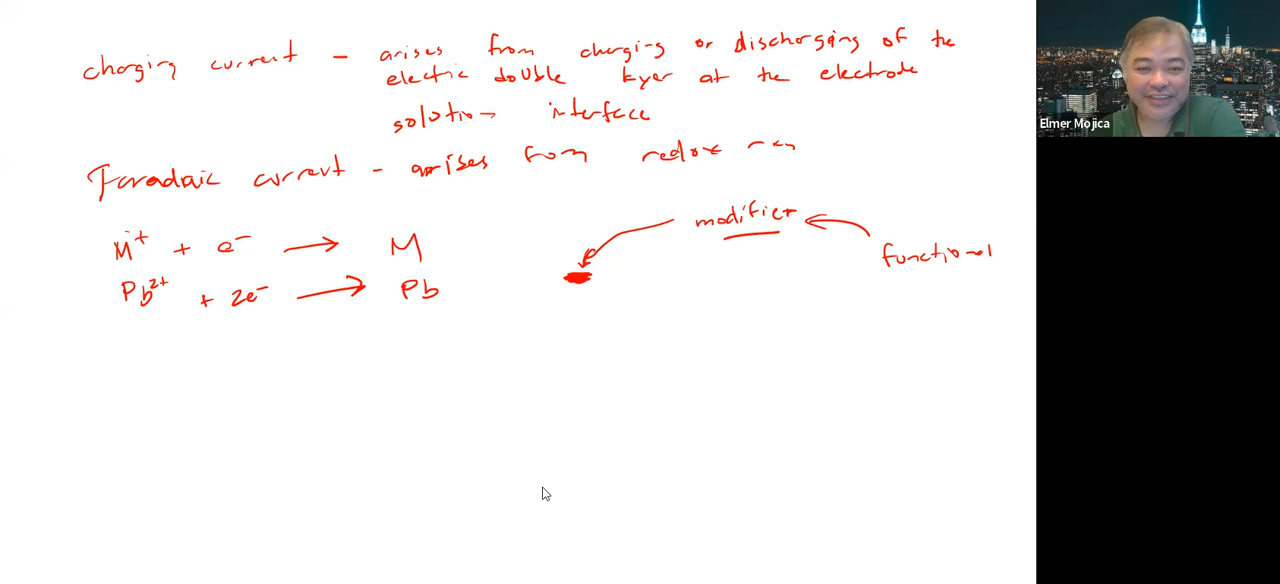 charging current - arises from charging or discharging of the
electric double layer at the electrode
solution interface
Faradaic current - arises from redox rxn
M⁺ + e⁻ → M
Pb²⁺ + 2e⁻ → Pb
modifier
functional
Elmer Mojica